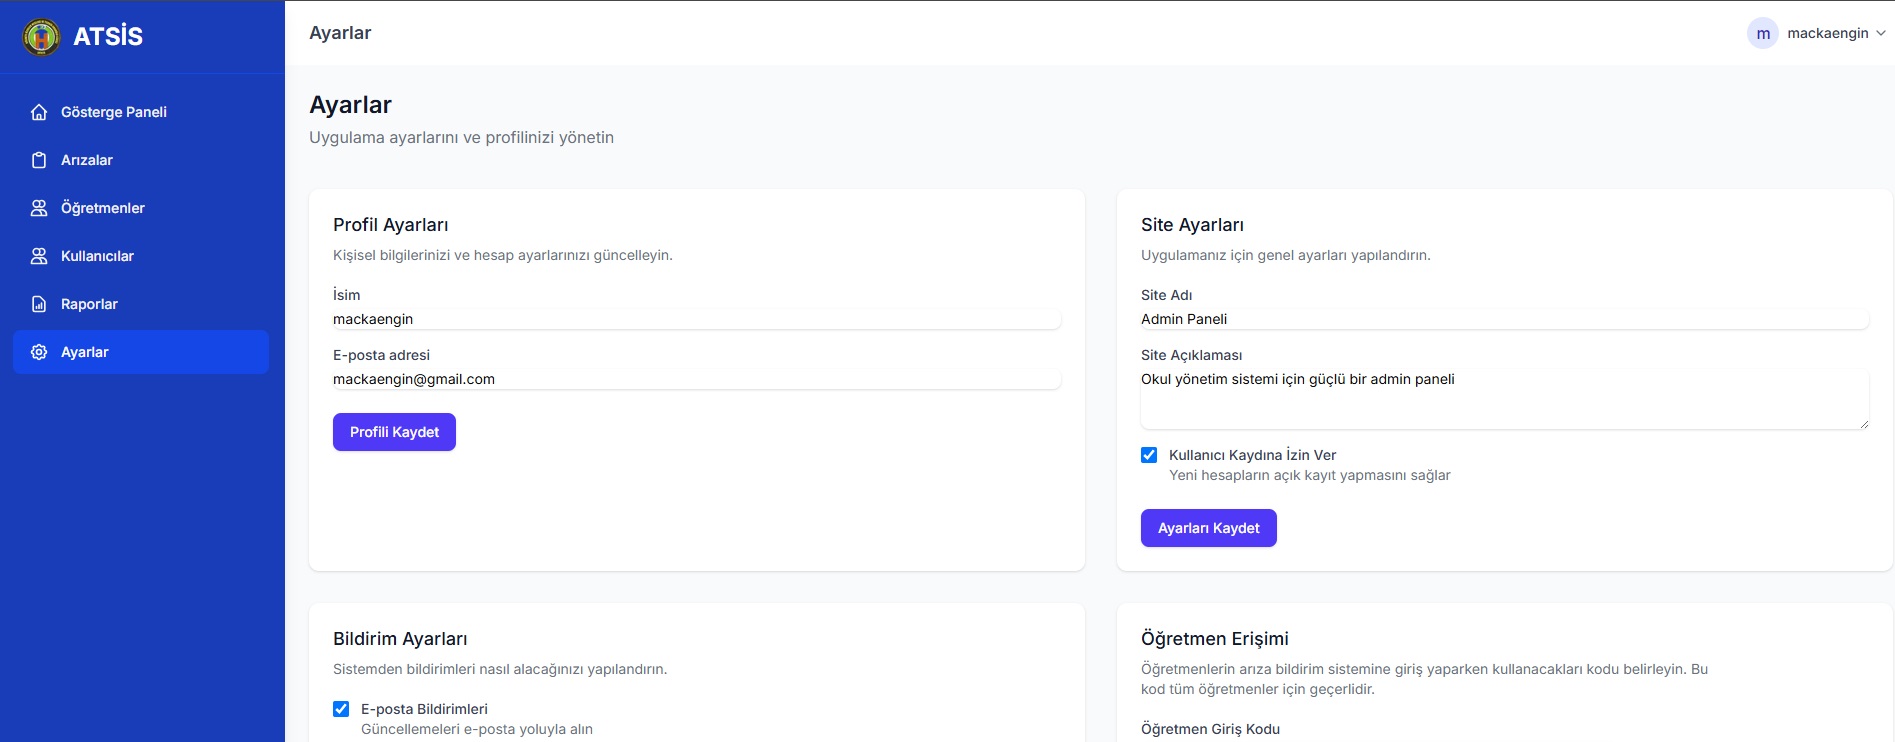 ATSİS
Ayarlar
m mackaengin
Gösterge Paneli
Arızalar
Öğretmenler
Kullanıcılar
Raporlar
Ayarlar
Ayarlar
Uygulama ayarlarını ve profilinizi yönetin
Profil Ayarları
Kişisel bilgilerinizi ve hesap ayarlarınızı güncelleyin.
İsim
mackaengin
E-posta adresi
mackaengin@gmail.com
Profili Kaydet
Site Ayarları
Uygulamanız için genel ayarları yapılandırın.
Site Adı
Admin Paneli
Site Açıklaması
Okul yönetim sistemi için güçlü bir admin paneli
Kullanıcı Kaydına İzin Ver
Yeni hesapların açık kayıt yapmasını sağlar
Ayarları Kaydet
Bildirim Ayarları
Sistemden bildirimleri nasıl alacağınızı yapılandırın.
E-posta Bildirimleri
Güncellemeleri e-posta yoluyla alın
Öğretmen Erişimi
Öğretmenlerin arıza bildirim sistemine giriş yaparken kullanacakları kodu belirleyin. Bu
kod tüm öğretmenler için geçerlidir.
Öğretmen Giriş Kodu